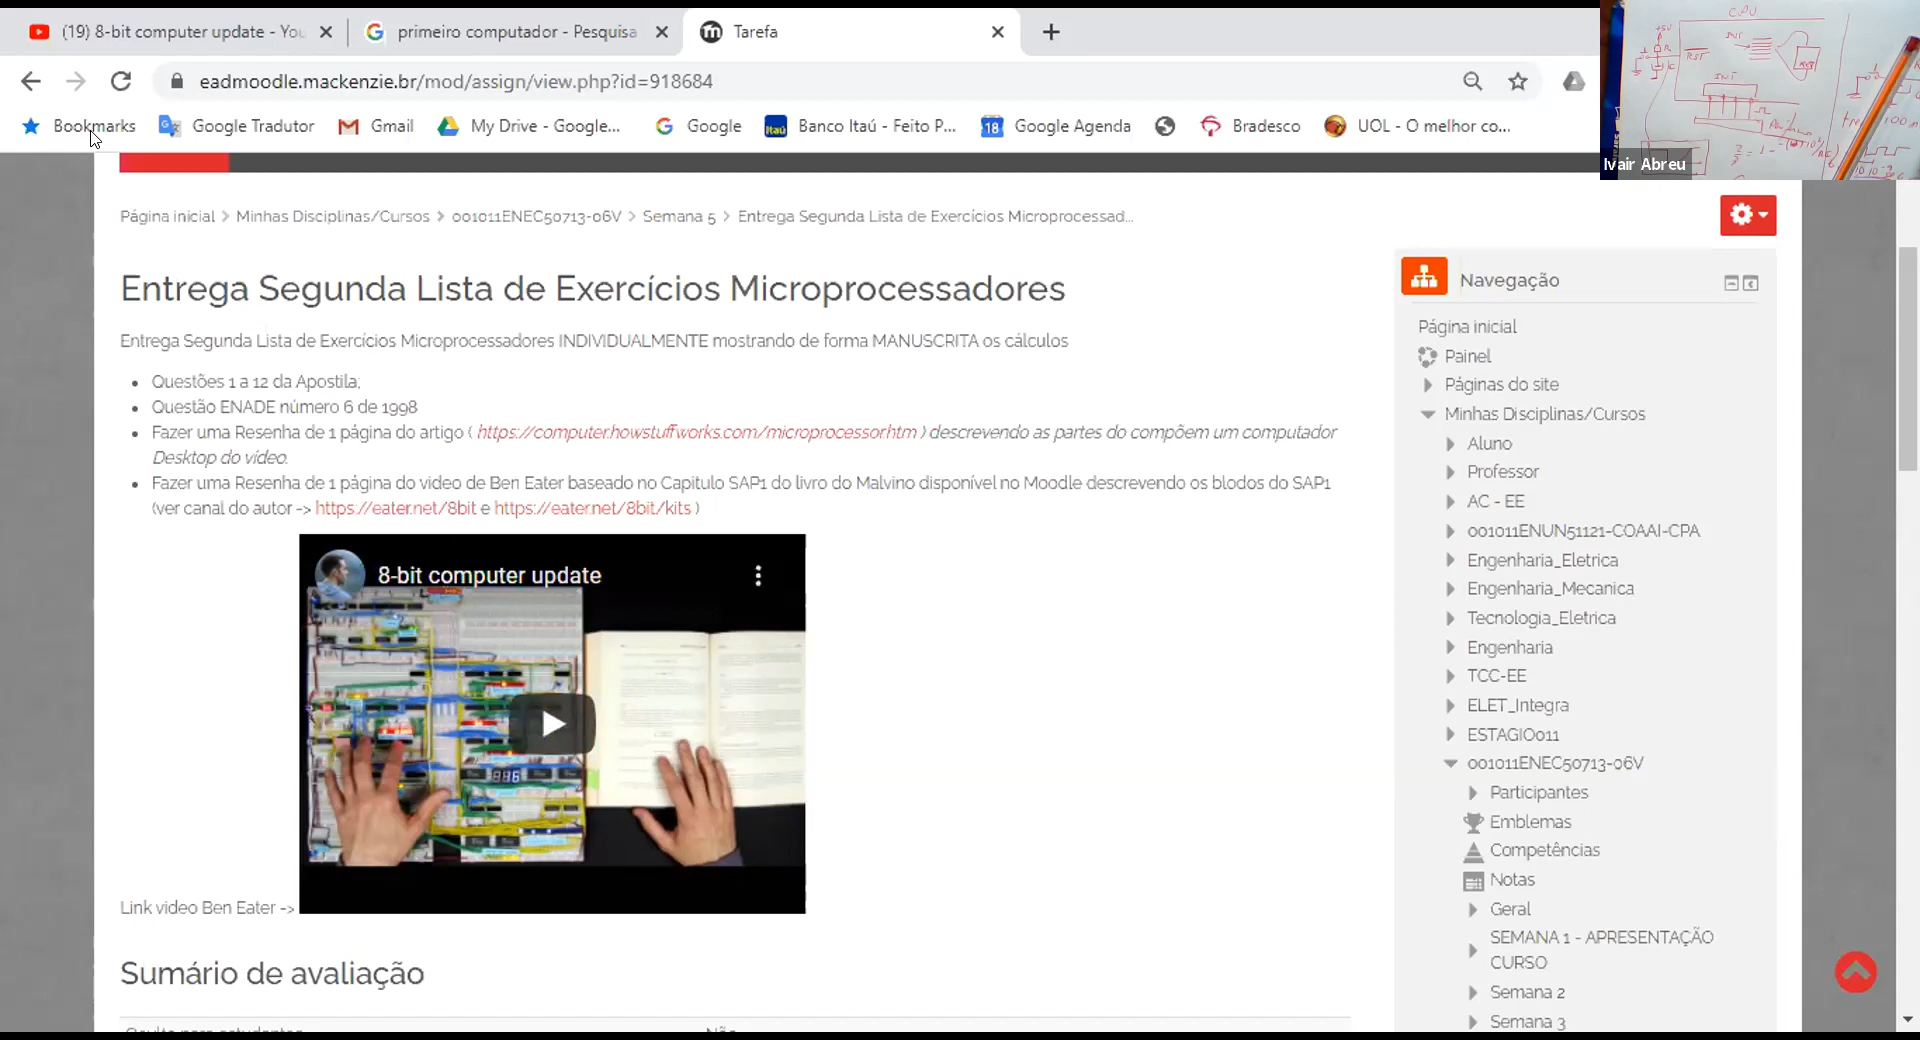 (19) 8-bit computer update - You
primeiro computador - Pesquisa
Tarefa
eadmoodle.mackenzie.br/mod/assign/view.php?id=918684
Bookmarks
Google Tradutor
Gmail
My Drive - Google...
Google
Itaú
Banco Itaú - Feito P...
18
Google Agenda
Bradesco
UOL - O melhor co...
CPU
+5V
RST
INT
INT
Ivair Abreu
Página inicial > Minhas Disciplinas/Cursos > 001011ENEC50713-06V > Semana 5 > Entrega Segunda Lista de Exercícios Microprocessad...
Entrega Segunda Lista de Exercícios Microprocessadores
Entrega Segunda Lista de Exercícios Microprocessadores INDIVIDUALMENTE mostrando de forma MANUSCRITA os cálculos
Questões 1 a 12 da Apostila;
Questão ENADE número 6 de 1998
Fazer uma Resenha de 1 página do artigo ( https://computer.howstuffworks.com/microprocessor.htm ) descrevendo as partes do compõem um computador
Desktop do vídeo.
Fazer uma Resenha de 1 página do video de Ben Eater baseado no Capitulo SAP1 do livro do Malvino disponível no Moodle descrevendo os blodos do SAP1
(ver canal do autor -> https://eater.net/8bit e https://eater.net/8bit/kits )
8-bit computer update
Link video Ben Eater ->
Sumário de avaliação
Navegação
Página inicial
Painel
Páginas do site
Minhas Disciplinas/Cursos
Aluno
Professor
AC - EE
001011ENUN51121-COAAI-CPA
Engenharia_Eletrica
Engenharia_Mecanica
Tecnologia_Eletrica
Engenharia
TCC-EE
ELET_Integra
ESTAGIO011
001011ENEC50713-06V
Participantes
Emblemas
Competências
Notas
Geral
SEMANA 1 - APRESENTAÇÃO
CURSO
Semana 2
Semana 3